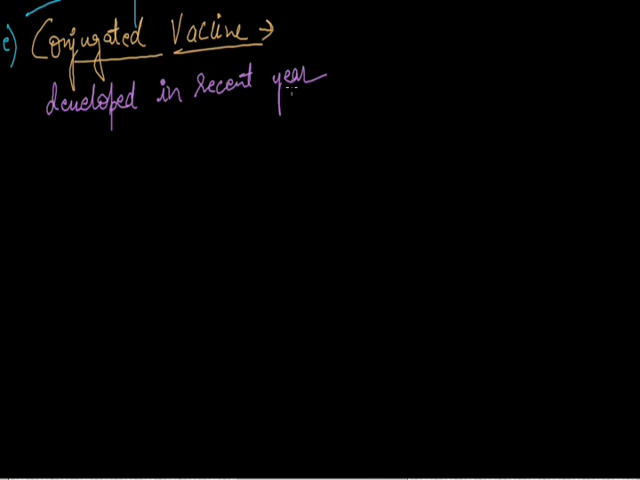 e) Conjugated Vaccine →
developed in recent year